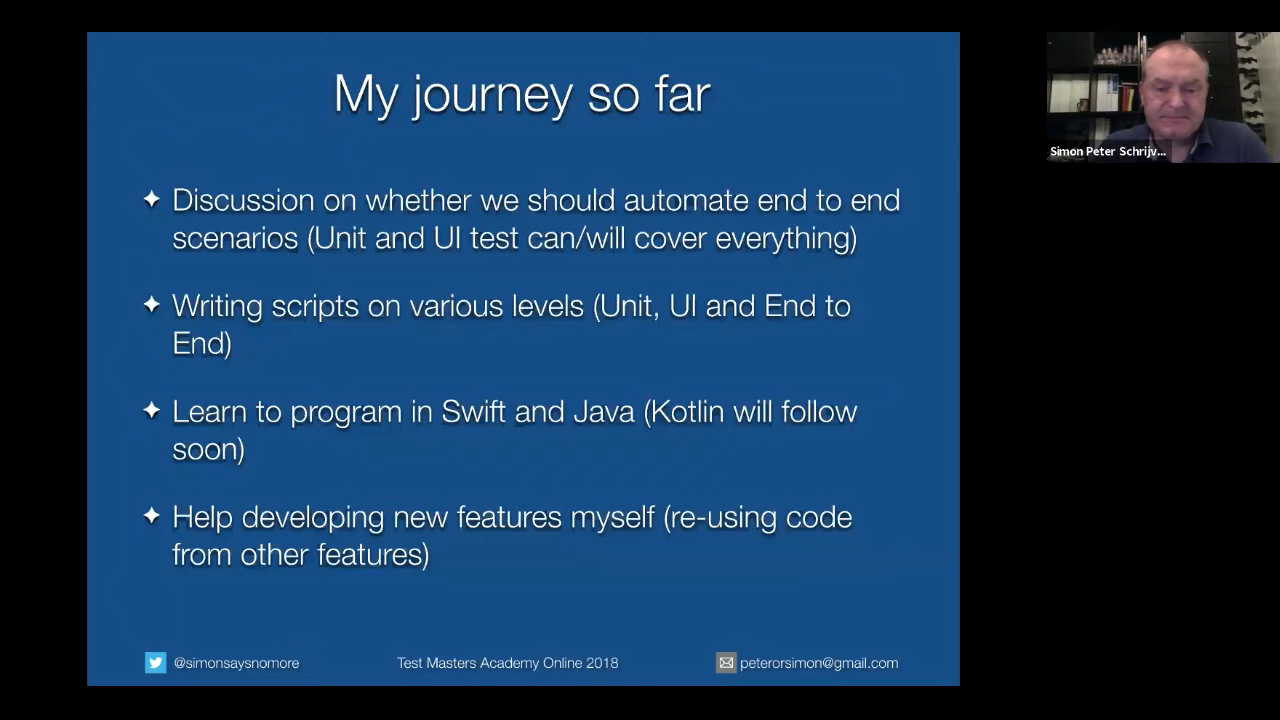 My journey so far
Discussion on whether we should automate end to end
scenarios (Unit and UI test can/will cover everything)
Writing scripts on various levels (Unit, UI and End to
End)
Learn to program in Swift and Java (Kotlin will follow
soon)
Help developing new features myself (re-using code
from other features)
@simonsaysnomore
Test Masters Academy Online 2018
peterorsimon@gmail.com
Simon Peter Schrijv...